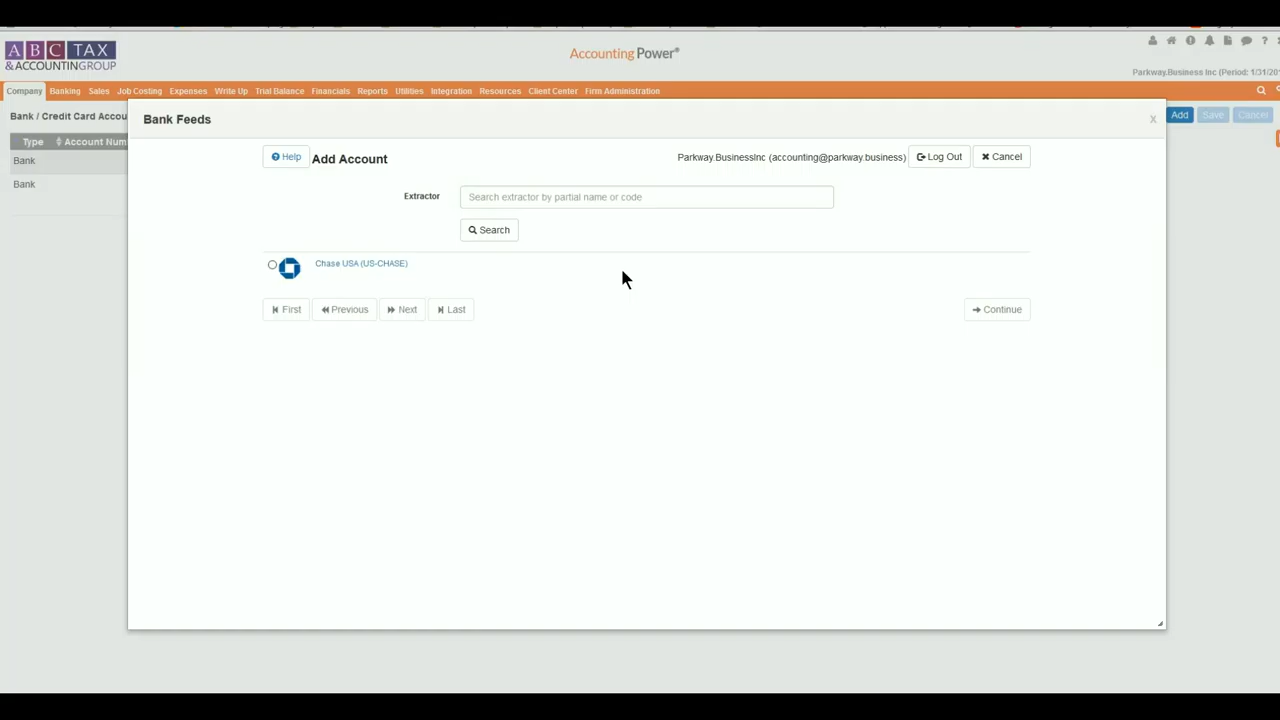 A B C TAX
& ACCOUNTINGGROUP
Accounting Power®
?
Parkway.Business Inc (Period: 1/31/20
Company Banking Sales Job Costing Expenses Write Up Trial Balance Financials Reports Utilities Integration Resources Client Center Firm Administration
Bank / Credit Card Accou
Add Save Cancel
Type Account Num
Bank
Bank
Bank Feeds
x
Help Add Account
Parkway.BusinessInc (accounting@parkway.business) Log Out Cancel
Extractor Search extractor by partial name or code
Search
Chase USA (US-CHASE)
First Previous Next Last Continue